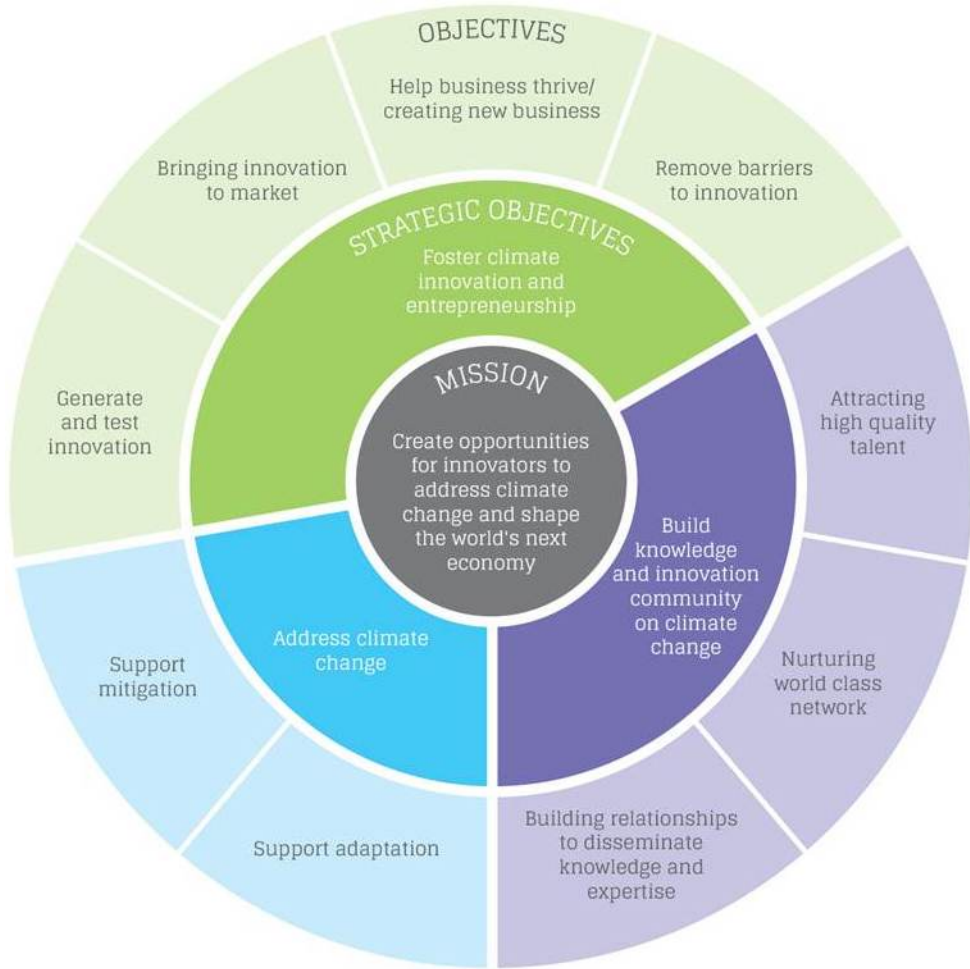 OBJECTIVES
Help business thrive/
creating new business
Bringing innovation
to market
Remove barriers
to innovation
STRATEGIC OBJECTIVES
Foster climate
innovation and
entrepreneurship
MISSION
Create opportunities
for innovators to
address climate
change and shape
the world's next
economy
Generate
and test
innovation
Attracting
high quality
talent
Build
knowledge
and innovation
community
on climate
change
Address climate
change
Support
mitigation
Nurturing
world class
network
Support adaptation
Building relationships
to disseminate
knowledge and
expertise